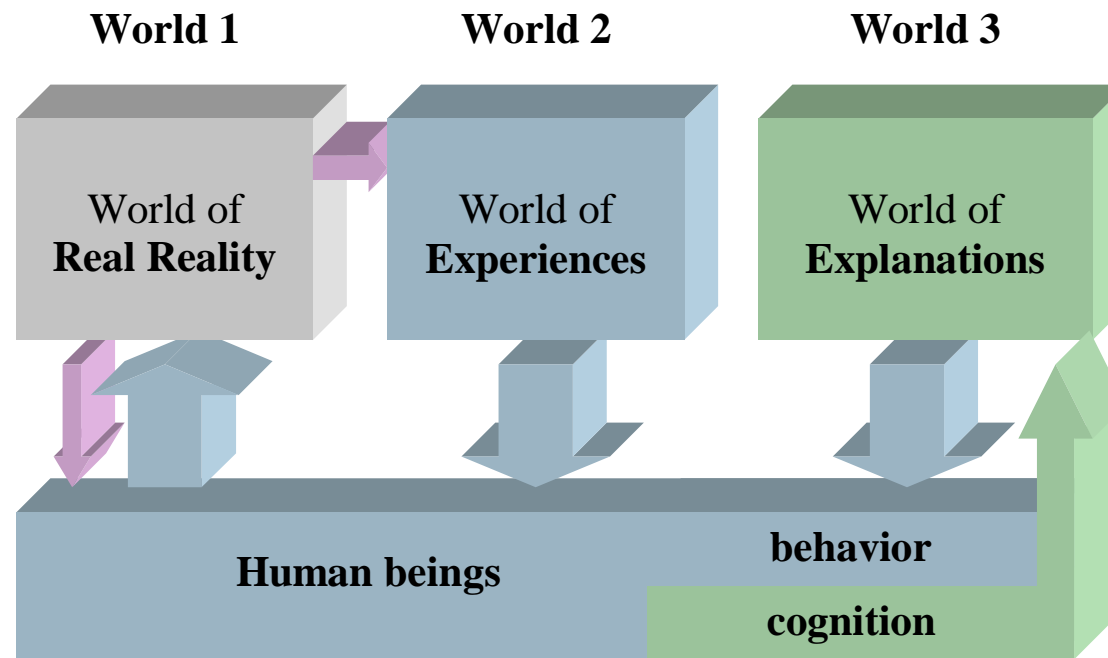 World 1
World 2
World 3
World of
Real Reality
World of
Experiences
World of
Explanations
Human beings
behavior
cognition